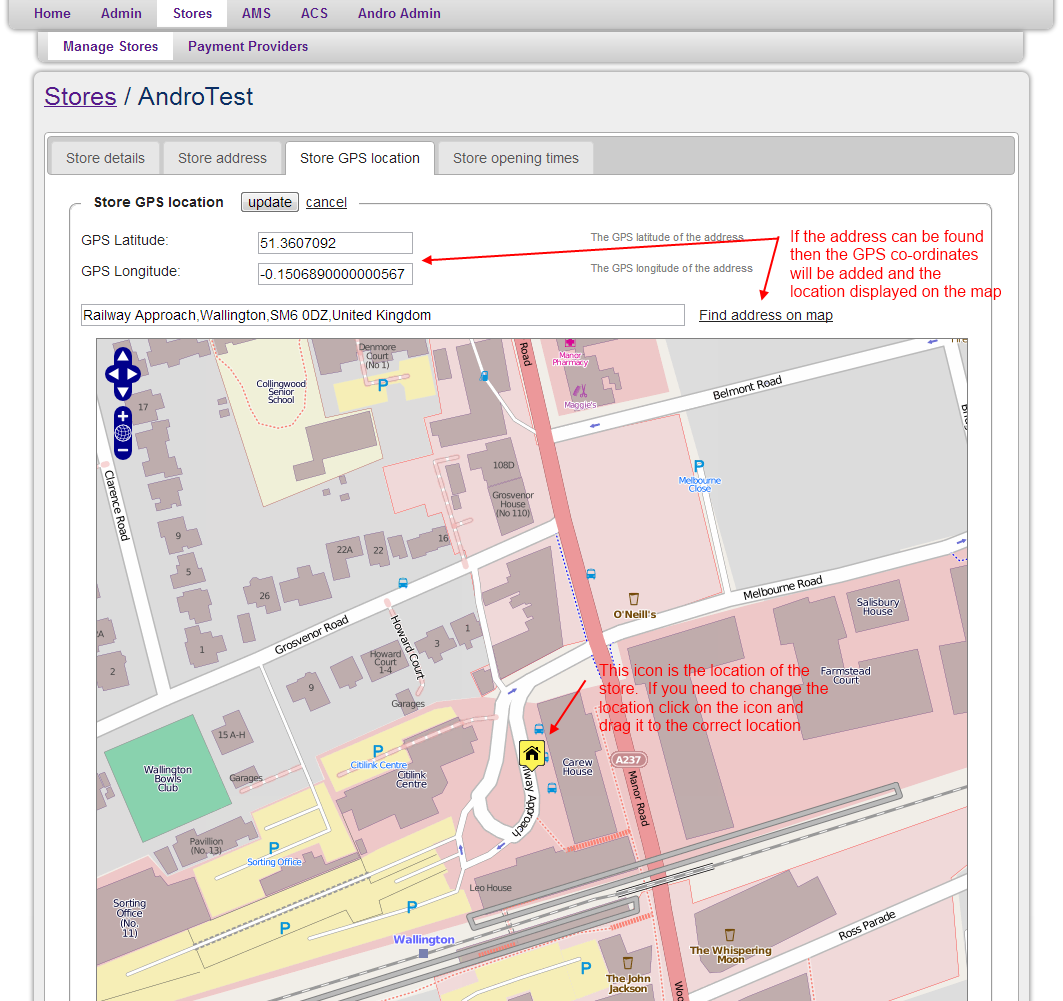 Home Admin Stores AMS ACS Andro Admin
Manage Stores Payment Providers
Stores / AndroTest
Store details Store address Store GPS location Store opening times
Store GPS location update cancel
GPS Latitude: 51.3607092 The GPS latitude of the address
GPS Longitude: -0.1506890000000567 The GPS longitude of the address
If the address can be found
then the GPS co-ordinates
will be added and the
location displayed on the map
Railway Approach,Wallington,SM6 0DZ,United Kingdom Find address on map
Denmore
Court
(No 1)
Road
Manor
Pharmacy
Collingwood
Senior
School
P
Belmont Road
Maggie's
17
Clarence Road
108D
P
Melbourne
Close
Grosvenor
House
(No 110)
9
16
22A
22
5
26
Melbourne Road
Salisbury
House
O'Neill's
Grosvenor Road
Howard Court
1
3
1
Howard
Court
1-4
2
9
Garages
This icon is the location of the
store. If you need to change the
location click on the icon and
drag it to the correct location
Farmstead
Court
15 A-H
P
Citilink Centre
Citilink
Centre
Carew
House
A237
Wallington
Bowls
Club
Garages
lway Approach
Manor Road
Pavillion
(No. 13)
P
Sorting Office
Leo House
Sorting
Office
(No.
11)
P
P
Wallington
Ross Parade
The Whispering
Moon
P
The John
Jackson
Woo